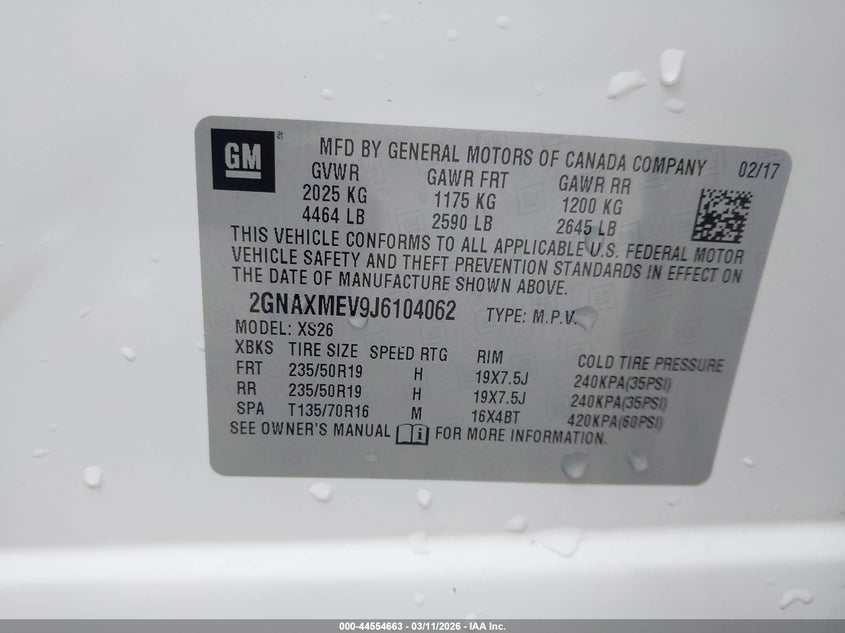 GM ®
MFD BY GENERAL MOTORS OF CANADA COMPANY 02/17
GVWR GAWR FRT GAWR RR
2025 KG 1175 KG 1200 KG
4464 LB 2590 LB 2645 LB
THIS VEHICLE CONFORMS TO ALL APPLICABLE U.S. FEDERAL MOTOR
VEHICLE SAFETY AND THEFT PREVENTION STANDARDS IN EFFECT ON
THE DATE OF MANUFACTURE SHOWN ABOVE.
2GNAXMEV9J6104062 TYPE: M.P.V.
MODEL: XS26
XBKS TIRE SIZE SPEED RTG RIM COLD TIRE PRESSURE
FRT 235/50R19 H 19X7.5J 240KPA(35PSI)
RR 235/50R19 H 19X7.5J 240KPA(35PSI)
SPA T135/70R16 M 16X4BT 420KPA(60PSI)
SEE OWNER'S MANUAL i FOR MORE INFORMATION.
000-44554663 / 03/11/2026 / IAA Inc.